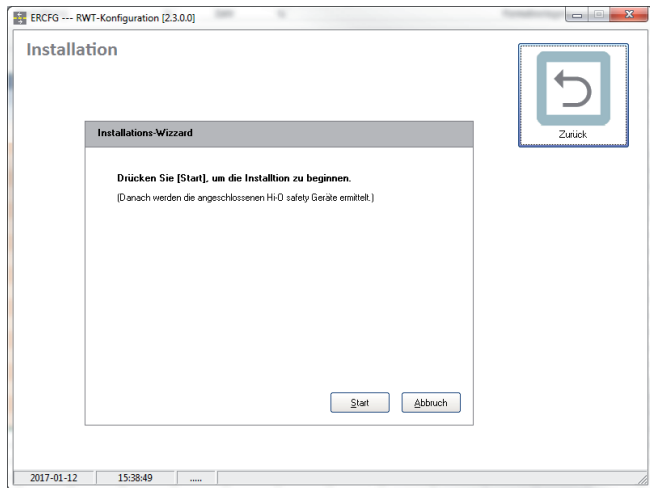 ERCFG --- RWT-Konfiguration [2.3.0.0]
Installation
Zurück
Installations-Wizzard
Drücken Sie [Start], um die Installtion zu beginnen.
(Danach werden die angeschlossenen Hi-O safety Geräte ermittelt.)
Start
Abbruch
2017-01-12
15:38:49
.....